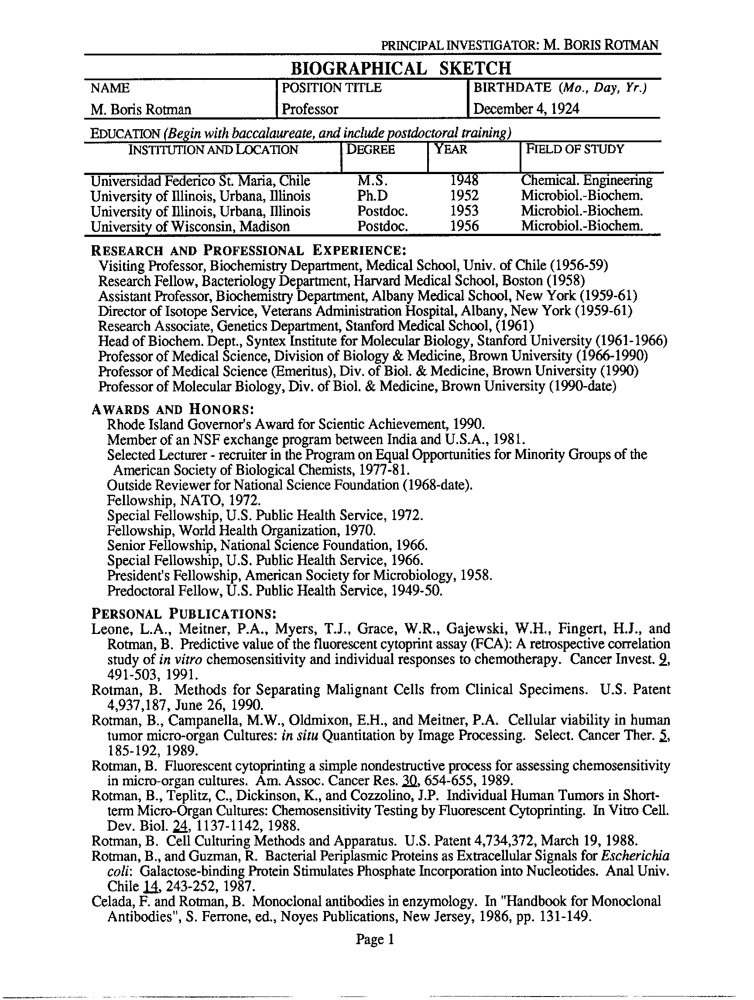 PRINCIPAL INVESTIGATOR: M. BORIS ROTMAN
BIOGRAPHICAL SKETCH
NAME POSITION TITLE BIRTHDATE (Mo., Day, Yr.)
M. Boris Rotman Professor December 4, 1924
EDUCATION (Begin with baccalaureate, and include postdoctoral training)
INSTITUTION AND LOCATION DEGREE YEAR FIELD OF STUDY
Universidad Federico St. Maria, Chile M.S. 1948 Chemical. Engineering
University of Illinois, Urbana, Illinois Ph.D 1952 Microbiol.-Biochem.
University of Illinois, Urbana, Illinois Postdoc. 1953 Microbiol.-Biochem.
University of Wisconsin, Madison Postdoc. 1956 Microbiol.-Biochem.
RESEARCH AND PROFESSIONAL EXPERIENCE:
Visiting Professor, Biochemistry Department, Medical School, Univ. of Chile (1956-59)
Research Fellow, Bacteriology Department, Harvard Medical School, Boston (1958)
Assistant Professor, Biochemistry Department, Albany Medical School, New York (1959-61)
Director of Isotope Service, Veterans Administration Hospital, Albany, New York (1959-61)
Research Associate, Genetics Department, Stanford Medical School, (1961)
Head of Biochem. Dept., Syntex Institute for Molecular Biology, Stanford University (1961-1966)
Professor of Medical Science, Division of Biology & Medicine, Brown University (1966-1990)
Professor of Medical Science (Emeritus), Div. of Biol. & Medicine, Brown University (1990)
Professor of Molecular Biology, Div. of Biol. & Medicine, Brown University (1990-date)
AWARDS AND HONORS:
Rhode Island Governor's Award for Scientic Achievement, 1990.
Member of an NSF exchange program between India and U.S.A., 1981.
Selected Lecturer - recruiter in the Program on Equal Opportunities for Minority Groups of the
American Society of Biological Chemists, 1977-81.
Outside Reviewer for National Science Foundation (1968-date).
Fellowship, NATO, 1972.
Special Fellowship, U.S. Public Health Service, 1972.
Fellowship, World Health Organization, 1970.
Senior Fellowship, National Science Foundation, 1966.
Special Fellowship, U.S. Public Health Service, 1966.
President's Fellowship, American Society for Microbiology, 1958.
Predoctoral Fellow, U.S. Public Health Service, 1949-50.
PERSONAL PUBLICATIONS:
Leone, L.A., Meitner, P.A., Myers, T.J., Grace, W.R., Gajewski, W.H., Fingert, H.J., and
Rotman, B. Predictive value of the fluorescent cytoprint assay (FCA): A retrospective correlation
study of in vitro chemosensitivity and individual responses to chemotherapy. Cancer Invest. 9,
491-503, 1991.
Rotman, B. Methods for Separating Malignant Cells from Clinical Specimens. U.S. Patent
4,937,187, June 26, 1990.
Rotman, B., Campanella, M.W., Oldmixon, E.H., and Meitner, P.A. Cellular viability in human
tumor micro-organ Cultures: in situ Quantitation by Image Processing. Select. Cancer Ther. 5,
185-192, 1989.
Rotman, B. Fluorescent cytoprinting a simple nondestructive process for assessing chemosensitivity
in micro-organ cultures. Am. Assoc. Cancer Res. 30, 654-655, 1989.
Rotman, B., Teplitz, C., Dickinson, K., and Cozzolino, J.P. Individual Human Tumors in Short-
term Micro-Organ Cultures: Chemosensitivity Testing by Fluorescent Cytoprinting. In Vitro Cell.
Dev. Biol. 24, 1137-1142, 1988.
Rotman, B. Cell Culturing Methods and Apparatus. U.S. Patent 4,734,372, March 19, 1988.
Rotman, B., and Guzman, R. Bacterial Periplasmic Proteins as Extracellular Signals for Escherichia
coli: Galactose-binding Protein Stimulates Phosphate Incorporation into Nucleotides. Anal Univ.
Chile 14, 243-252, 1987.
Celada, F. and Rotman, B. Monoclonal antibodies in enzymology. In "Handbook for Monoclonal
Antibodies", S. Ferrone, ed., Noyes Publications, New Jersey, 1986, pp. 131-149.
Page 1